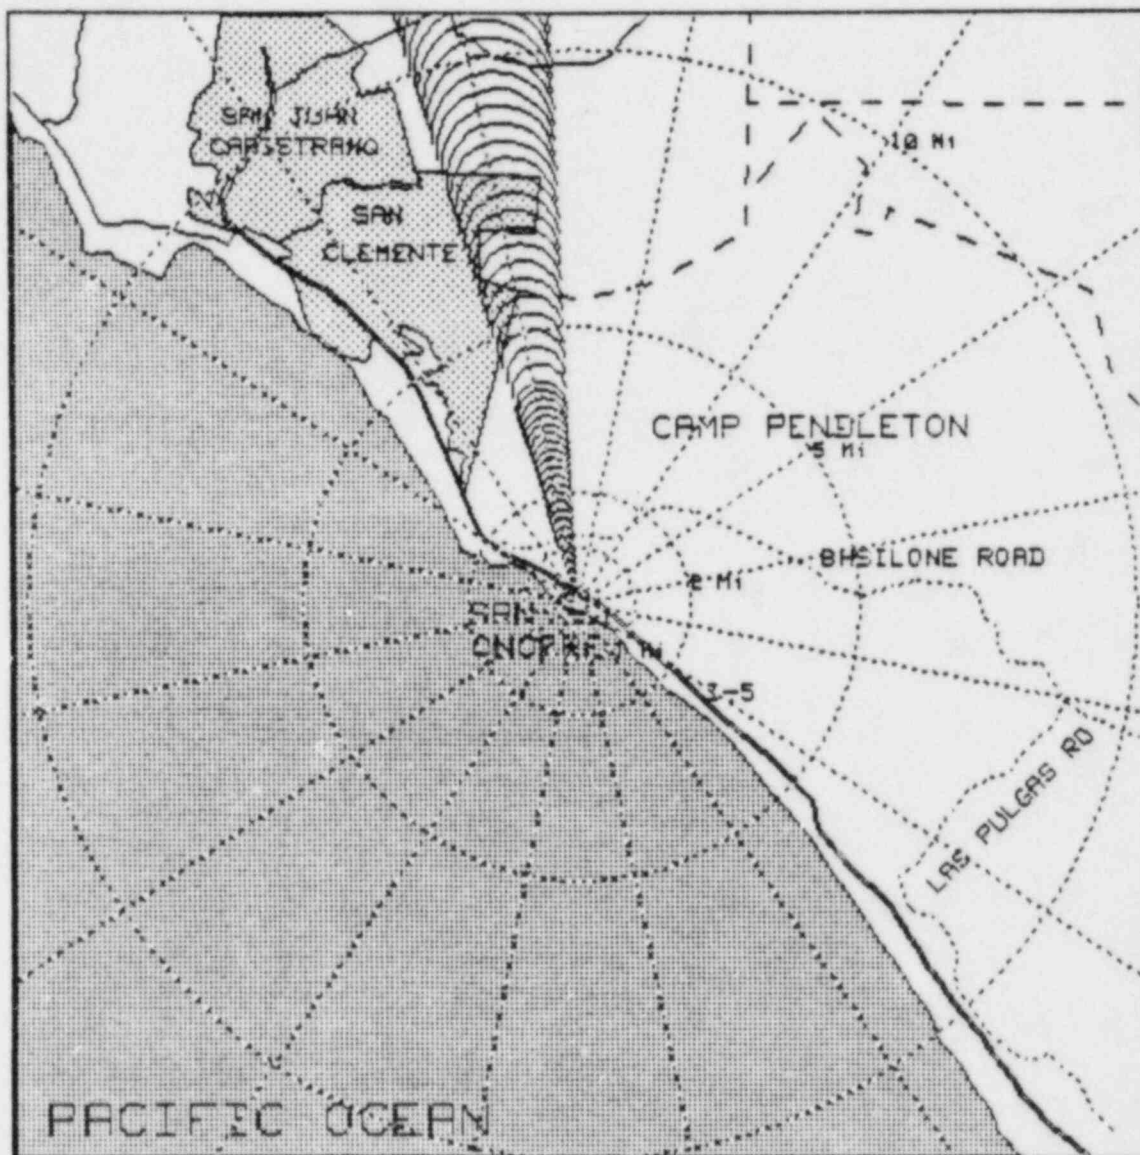 SAN JUAN
CAPISTRANO
10 Mi
SAN
CLEMENTE
CAMP PENDLETON
5 Mi
BASILONE ROAD
2 Mi
SAN
ONOFRE
I-5
LAS PULGAS RD
PACIFIC OCEAN